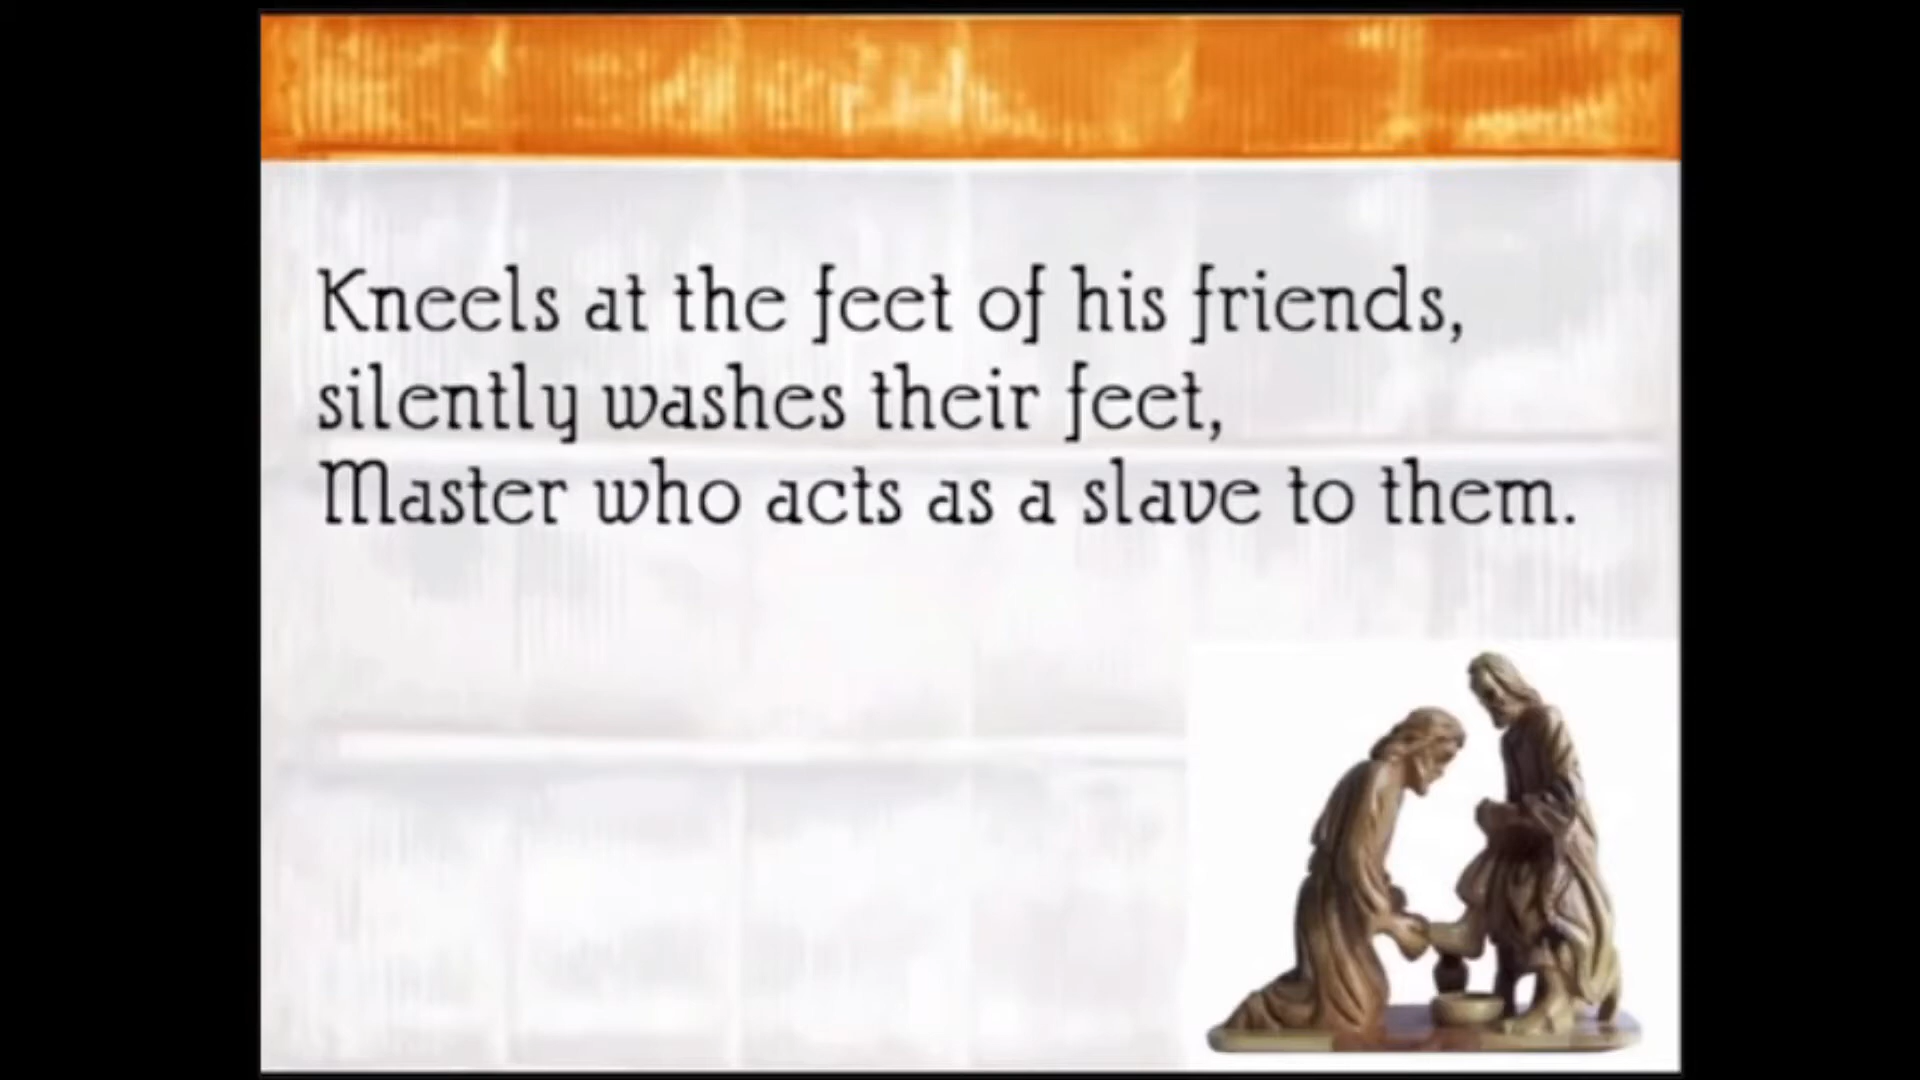 Kneels at the feet of his friends,
silently washes their feet,
Master who acts as a slave to them.